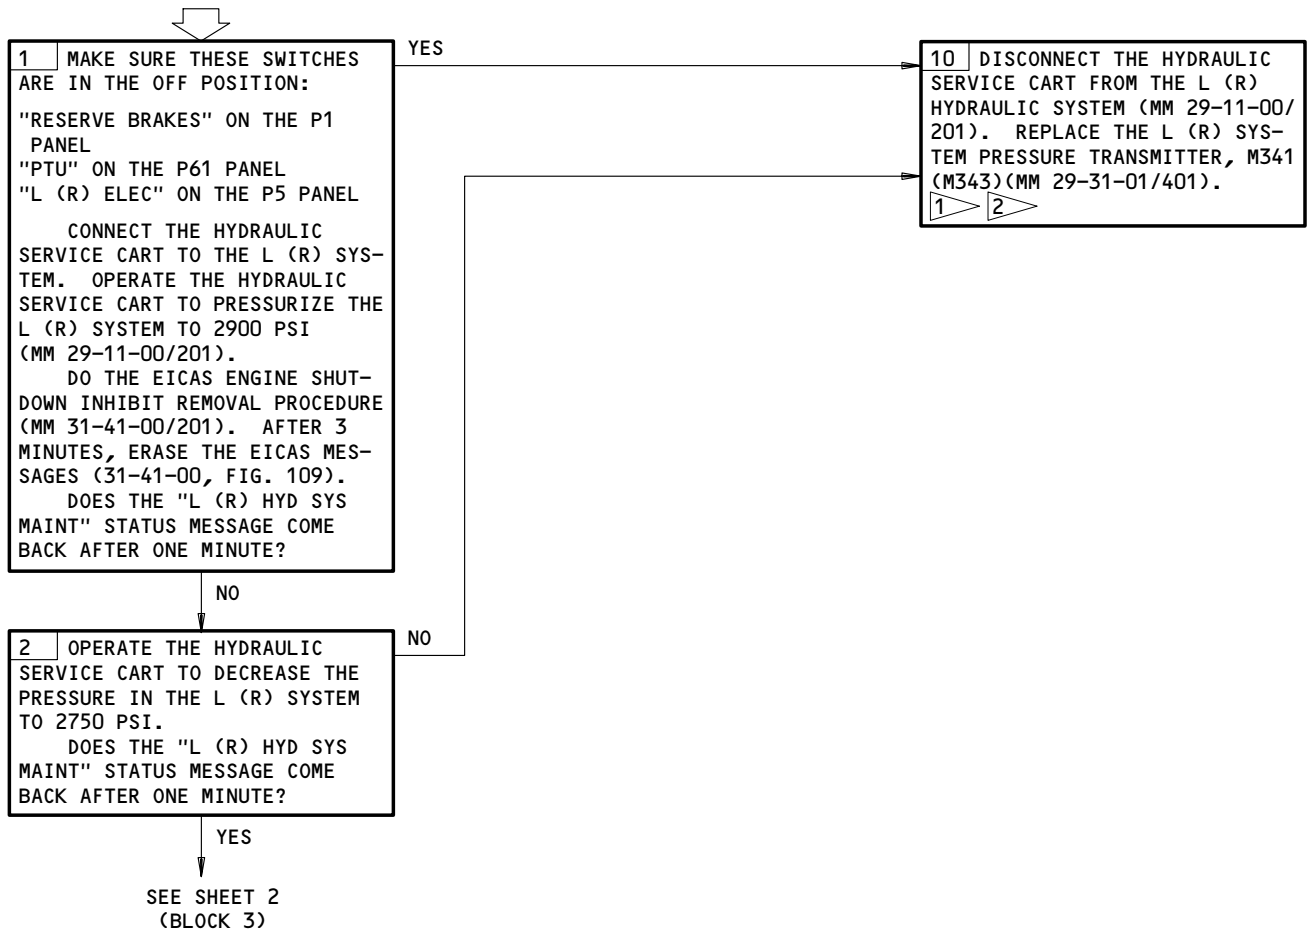 1 MAKE SURE THESE SWITCHES
ARE IN THE OFF POSITION:
"RESERVE BRAKES" ON THE P1
PANEL
"PTU" ON THE P61 PANEL
"L (R) ELEC" ON THE P5 PANEL
CONNECT THE HYDRAULIC
SERVICE CART TO THE L (R) SYS-
TEM. OPERATE THE HYDRAULIC
SERVICE CART TO PRESSURIZE THE
L (R) SYSTEM TO 2900 PSI
(MM 29-11-00/201).
DO THE EICAS ENGINE SHUT-
DOWN INHIBIT REMOVAL PROCEDURE
(MM 31-41-00/201). AFTER 3
MINUTES, ERASE THE EICAS MES-
SAGES (31-41-00, FIG. 109).
DOES THE "L (R) HYD SYS
MAINT" STATUS MESSAGE COME
BACK AFTER ONE MINUTE?
YES
NO
2 OPERATE THE HYDRAULIC
SERVICE CART TO DECREASE THE
PRESSURE IN THE L (R) SYSTEM
TO 2750 PSI.
DOES THE "L (R) HYD SYS
MAINT" STATUS MESSAGE COME
BACK AFTER ONE MINUTE?
NO
YES
SEE SHEET 2
(BLOCK 3)
10 DISCONNECT THE HYDRAULIC
SERVICE CART FROM THE L (R)
HYDRAULIC SYSTEM (MM 29-11-00/
201). REPLACE THE L (R) SYS-
TEM PRESSURE TRANSMITTER, M341
(M343)(MM 29-31-01/401).
1 2